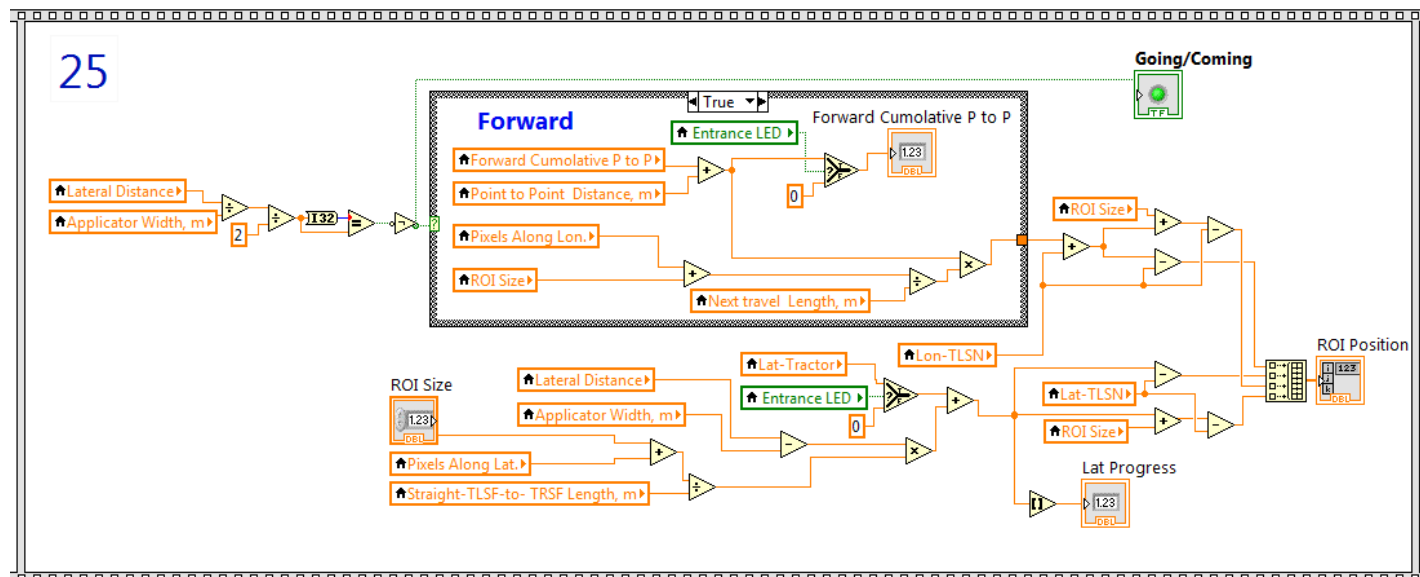 25
Going/Coming
TF
True
Forward
Entrance LED
Forward Cumolative P to P
1.23
DBL
Forward Cumolative P to P
Point to Point  Distance, m
0
Lateral Distance
Applicator Width, m
2
I32
?
Pixels Along Lon.
ROI Size
Next travel  Length, m
ROI Size
Lon-TLSN
ROI Position
123
i
j
k
DBL
Lat-Tractor
Entrance LED
0
Lateral Distance
Applicator Width, m
ROI Size
1.23
DBL
Pixels Along Lat.
Straight-TLSF-to- TRSF Length, m
Lat-TLSN
ROI Size
Lat Progress
1.23
DBL